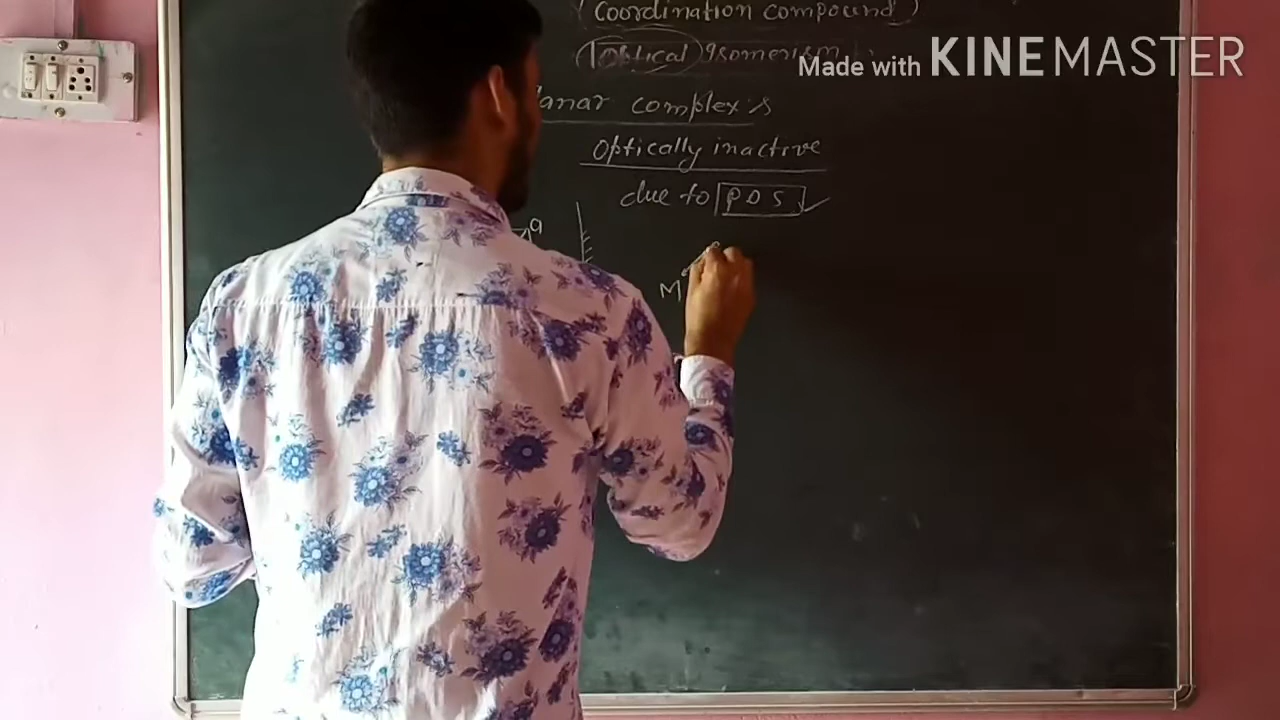 (Coordination compound)
(optical) Isomerism
Made with KINEMASTER
lanar complex's
optically inactive
due to POS
a
M